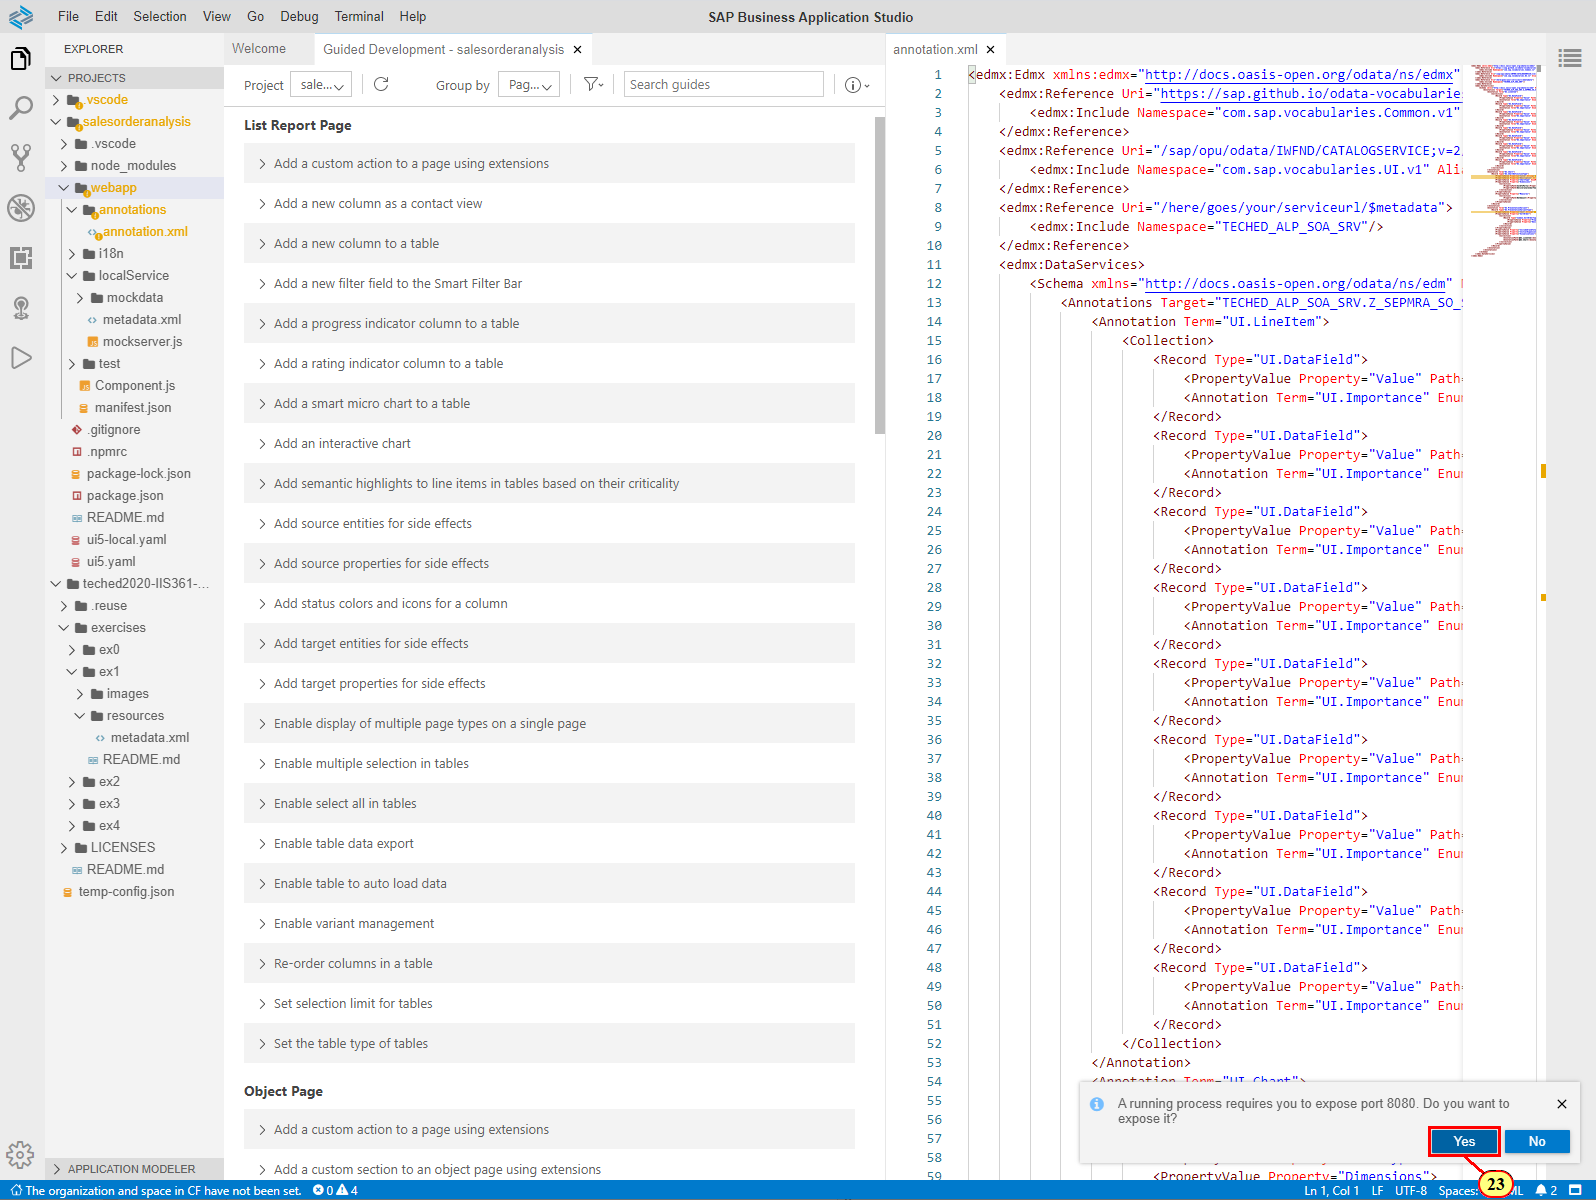 File Edit Selection View Go Debug Terminal Help
SAP Business Application Studio
EXPLORER
PROJECTS
.vscode
salesorderanalysis
.vscode
node_modules
webapp
annotations
annotation.xml
i18n
localService
mockdata
metadata.xml
mockserver.js
test
Component.js
manifest.json
.gitignore
.npmrc
package-lock.json
package.json
README.md
ui5-local.yaml
ui5.yaml
teched2020-IIS361-...
.reuse
exercises
ex0
ex1
images
resources
metadata.xml
README.md
ex2
ex3
ex4
LICENSES
README.md
temp-config.json
APPLICATION MODELER
Welcome
Guided Development - salesorderanalysis
Project sale... Group by Pag... Search guides
List Report Page
Add a custom action to a page using extensions
Add a new column as a contact view
Add a new column to a table
Add a new filter field to the Smart Filter Bar
Add a progress indicator column to a table
Add a rating indicator column to a table
Add a smart micro chart to a table
Add an interactive chart
Add semantic highlights to line items in tables based on their criticality
Add source entities for side effects
Add source properties for side effects
Add status colors and icons for a column
Add target entities for side effects
Add target properties for side effects
Enable display of multiple page types on a single page
Enable multiple selection in tables
Enable select all in tables
Enable table data export
Enable table to auto load data
Enable variant management
Re-order columns in a table
Set selection limit for tables
Set the table type of tables
Object Page
Add a custom action to a page using extensions
Add a custom section to an object page using extensions
annotation.xml
1 <edmx:Edmx xmlns:edmx="http://docs.oasis-open.org/odata/ns/edmx"
2 <edmx:Reference Uri="https://sap.github.io/odata-vocabularie
3 <edmx:Include Namespace="com.sap.vocabularies.Common.v1"
4 </edmx:Reference>
5 <edmx:Reference Uri="/sap/opu/odata/IWFND/CATALOGSERVICE;v=2
6 <edmx:Include Namespace="com.sap.vocabularies.UI.v1" Alia
7 </edmx:Reference>
8 <edmx:Reference Uri="/here/goes/your/serviceurl/$metadata">
9 <edmx:Include Namespace="TECHED_ALP_SOA_SRV"/>
10 </edmx:Reference>
11 <edmx:DataServices>
12 <Schema xmlns="http://docs.oasis-open.org/odata/ns/edm"
13 <Annotations Target="TECHED_ALP_SOA_SRV.Z_SEPMRA_SO_
14 <Annotation Term="UI.LineItem">
15 <Collection>
16 <Record Type="UI.DataField">
17 <PropertyValue Property="Value" Path=
18 <Annotation Term="UI.Importance" Enum
19 </Record>
20 <Record Type="UI.DataField">
21 <PropertyValue Property="Value" Path=
22 <Annotation Term="UI.Importance" Enum
23 </Record>
24 <Record Type="UI.DataField">
25 <PropertyValue Property="Value" Path=
26 <Annotation Term="UI.Importance" Enum
27 </Record>
28 <Record Type="UI.DataField">
29 <PropertyValue Property="Value" Path=
30 <Annotation Term="UI.Importance" Enum
31 </Record>
32 <Record Type="UI.DataField">
33 <PropertyValue Property="Value" Path=
34 <Annotation Term="UI.Importance" Enum
35 </Record>
36 <Record Type="UI.DataField">
37 <PropertyValue Property="Value" Path=
38 <Annotation Term="UI.Importance" Enum
39 </Record>
40 <Record Type="UI.DataField">
41 <PropertyValue Property="Value" Path=
42 <Annotation Term="UI.Importance" Enum
43 </Record>
44 <Record Type="UI.DataField">
45 <PropertyValue Property="Value" Path=
46 <Annotation Term="UI.Importance" Enum
47 </Record>
48 <Record Type="UI.DataField">
49 <PropertyValue Property="Value" Path=
50 <Annotation Term="UI.Importance" Enum
51 </Record>
52 </Collection>
53 </Annotation>
54 <Annotation Term="UI.Chart">
55
56
57
58
59 <PropertyValue Property="Dimensions">
A running process requires you to expose port 8080. Do you want to
expose it?
Yes No
23
The organization and space in CF have not been set. 0 4
Ln 1, Col 1 LF UTF-8 Spaces: ML 2